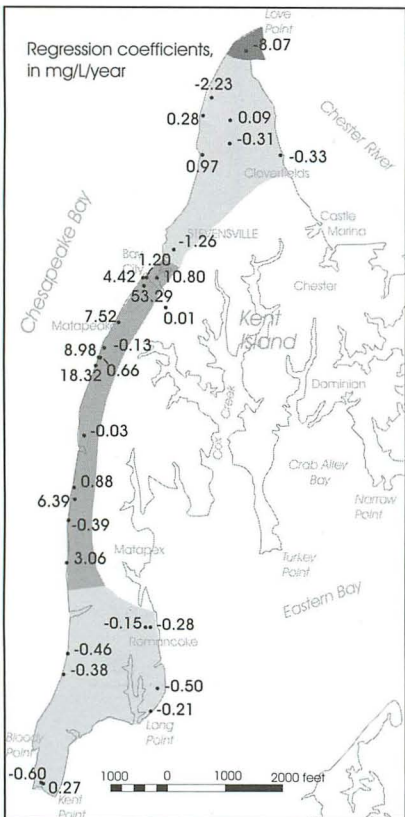 Love
Point
Regression coefficients,
in mg/L/year
-8.07
-2.23
0.28
0.09
-0.31
0.97
-0.33
Cloverfields
Chester River
Castle
Marina
STEVENSVILLE
-1.26
Bay
City
1.20
4.42
10.80
53.29
Chester
Chesapeake Bay
0.01
7.52
Matapeake
Kent
Island
-0.13
8.98
0.66
18.32
Dominian
Cox Creek
-0.03
Crab Alley
Bay
0.88
6.39
Narrow
Point
-0.39
Matapex
3.06
Turkey
Point
Eastern Bay
-0.15
-0.28
Romancoke
-0.46
-0.38
-0.50
-0.21
Long
Point
Bloody
Point
-0.60
0.27
Kent
Point
1000 0 1000 2000 feet